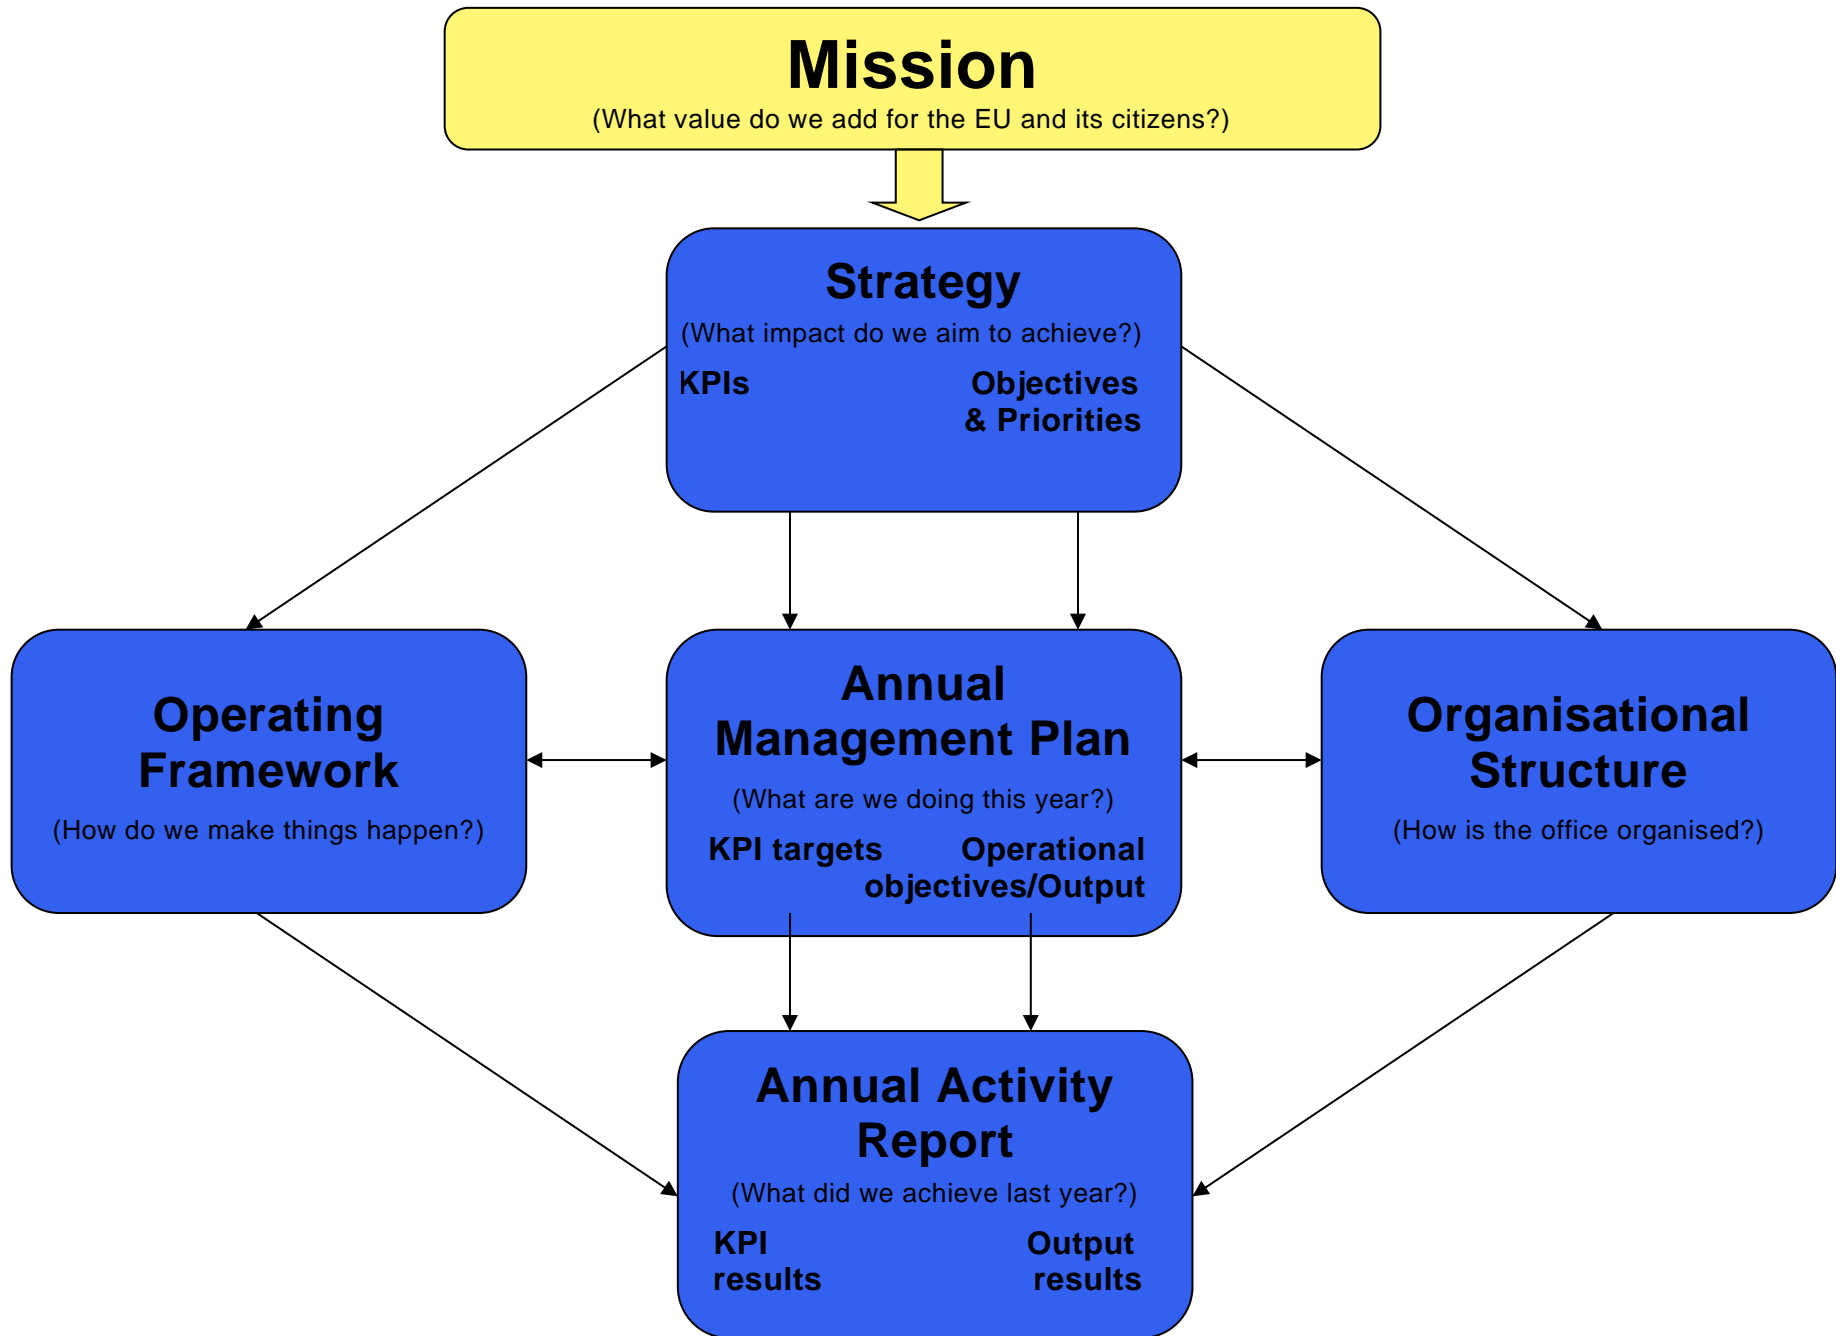 Mission
(What value do we add for the EU and its citizens?)
Strategy
(What impact do we aim to achieve?)
KPIs
Objectives
& Priorities
Operating
Framework
(How do we make things happen?)
Annual
Management Plan
(What are we doing this year?)
KPI targets
Operational
objectives/Output
Organisational
Structure
(How is the office organised?)
Annual Activity
Report
(What did we achieve last year?)
KPI
results
Output
results